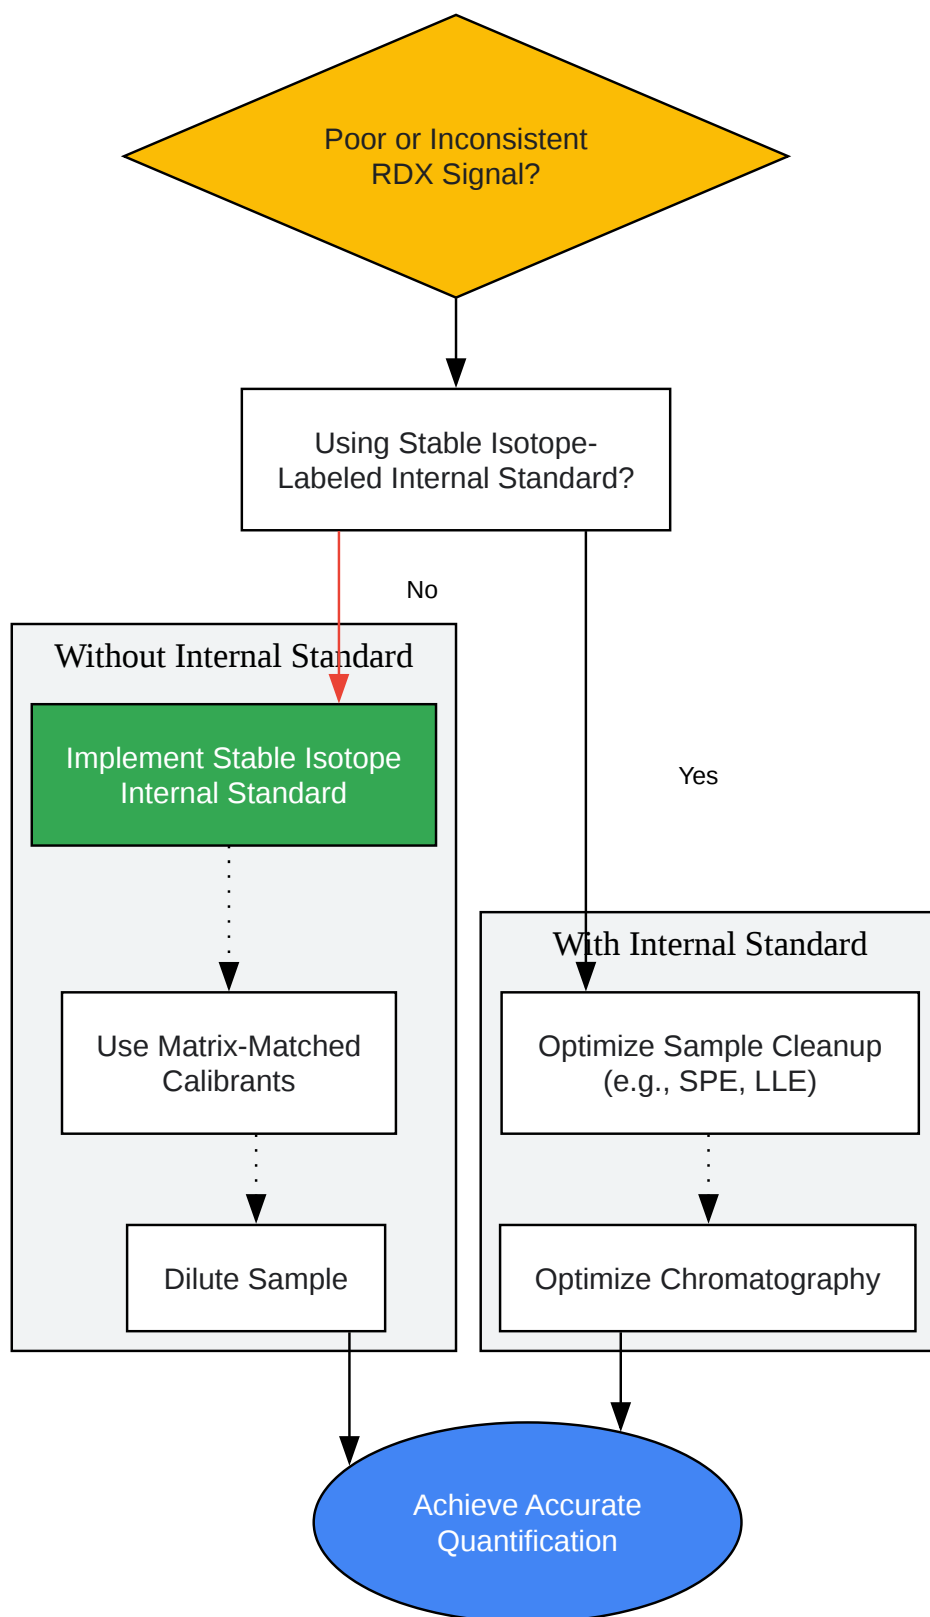 Poor or Inconsistent
RDX Signal?
Using Stable Isotope-
Labeled Internal Standard?
No
Without Internal Standard
Implement Stable Isotope
Internal Standard
Yes
With Internal Standard
Use Matrix-Matched
Calibrants
Optimize Sample Cleanup
(e.g., SPE, LLE)
Dilute Sample
Optimize Chromatography
Achieve Accurate
Quantification